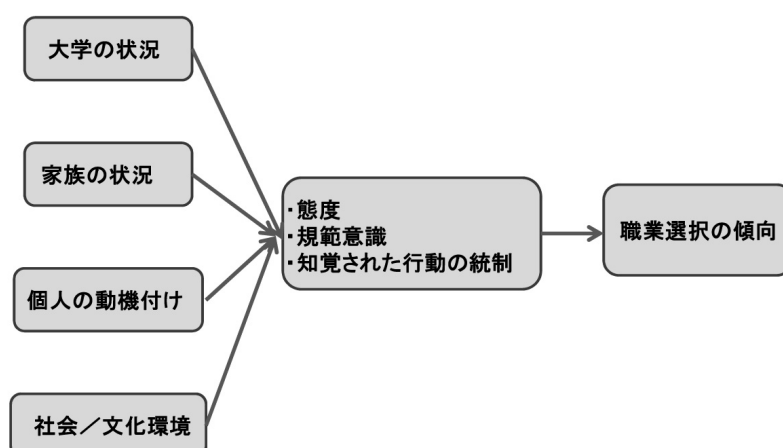 大学の状況
家族の状況
個人の動機付け
社会／文化環境
・態度
・規範意識
・知覚された行動の統制
職業選択の傾向